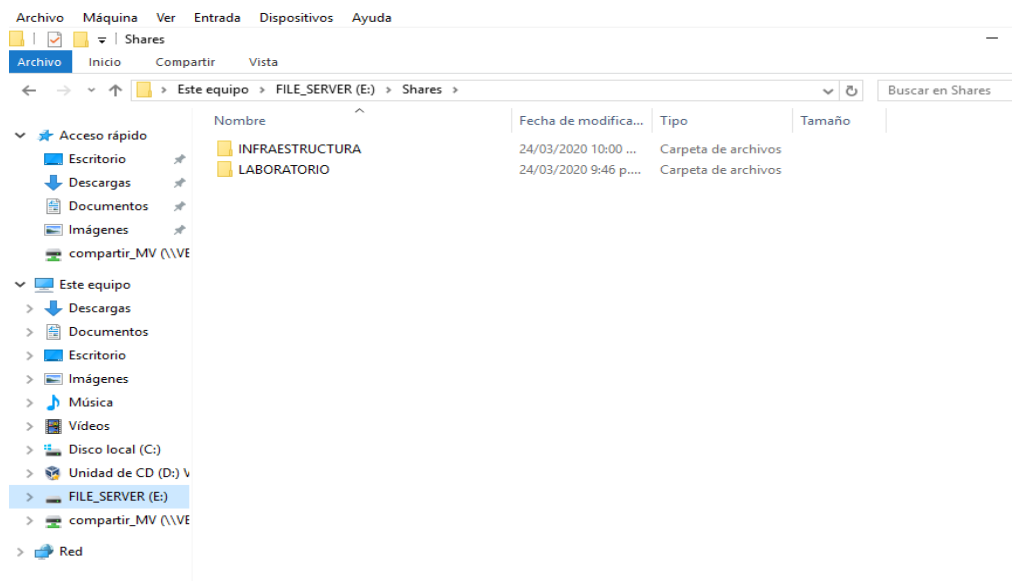 Archivo Máquina Ver Entrada Dispositivos Ayuda
Shares
Archivo Inicio Compartir Vista
Este equipo > FILE_SERVER (E:) > Shares >
Buscar en Shares
Nombre Fecha de modifica... Tipo Tamaño
INFRAESTRUCTURA 24/03/2020 10:00 ... Carpeta de archivos
LABORATORIO 24/03/2020 9:46 p.... Carpeta de archivos
Acceso rápido
Escritorio
Descargas
Documentos
Imágenes
compartir_MV (\\VE
Este equipo
Descargas
Documentos
Escritorio
Imágenes
Música
Vídeos
Disco local (C:)
Unidad de CD (D:) V
FILE_SERVER (E:)
compartir_MV (\\VE
Red